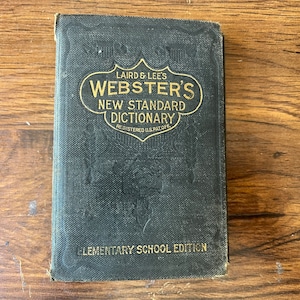 LAIRD & LEE'S
WEBSTER'S
NEW STANDARD
DICTIONARY
REGISTERED U.S. PAT. OFF.
ELEMENTARY SCHOOL EDITION